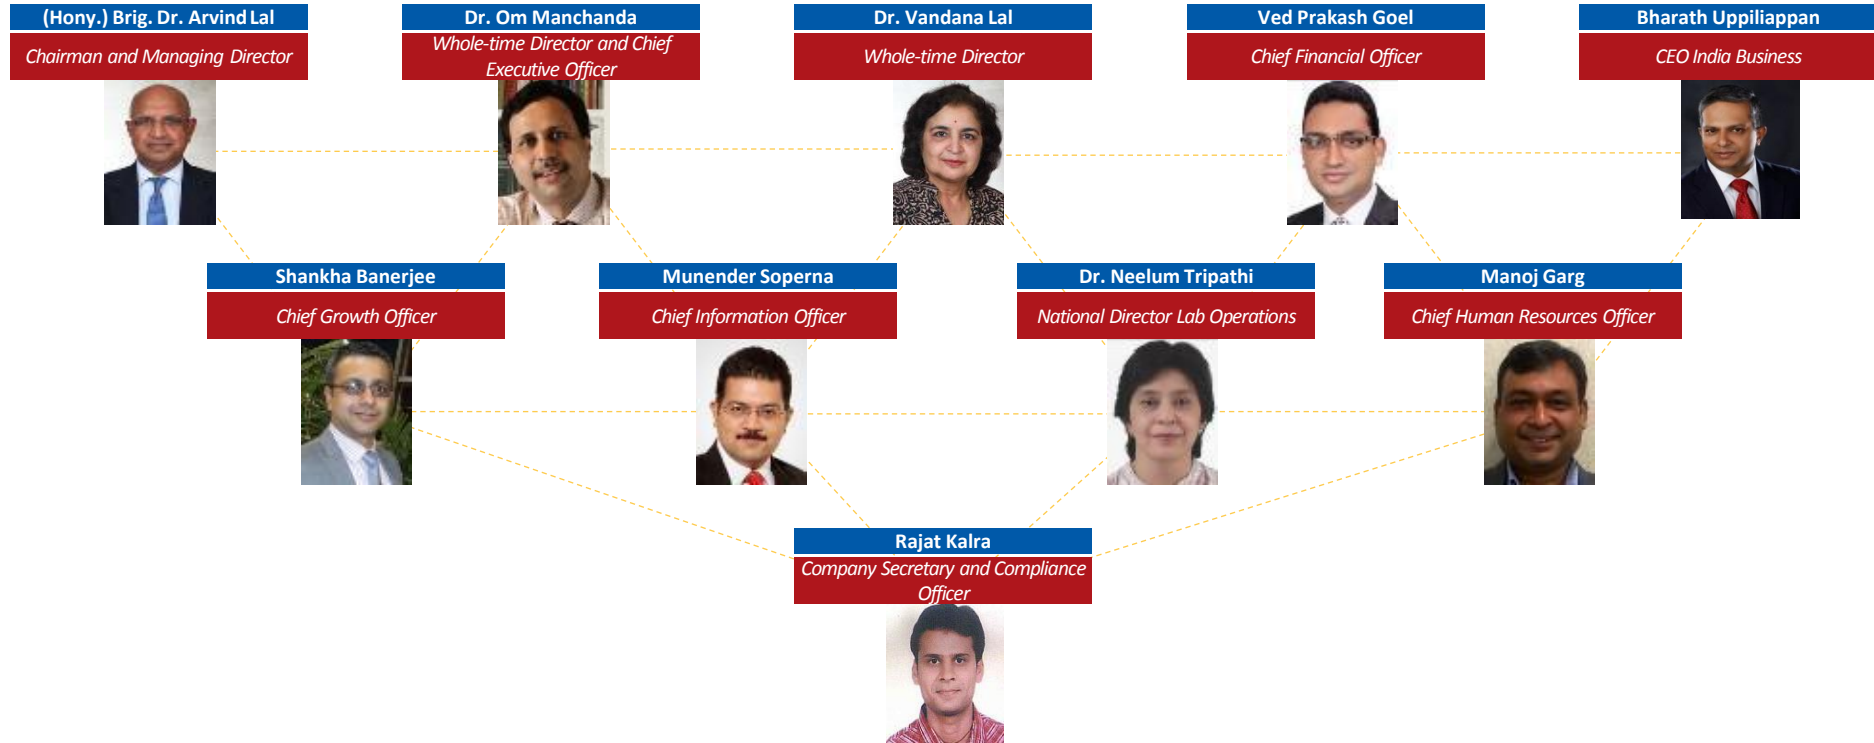 (Hony.) Brig. Dr. Arvind Lal
Chairman and Managing Director
Dr. Om Manchanda
Whole-time Director and Chief
Executive Officer
Dr. Vandana Lal
Whole-time Director
Ved Prakash Goel
Chief Financial Officer
Bharath Uppiliappan
CEO India Business
Shankha Banerjee
Chief Growth Officer
Munender Soperna
Chief Information Officer
Dr. Neelum Tripathi
National Director Lab Operations
Manoj Garg
Chief Human Resources Officer
Rajat Kalra
Company Secretary and Compliance
Officer